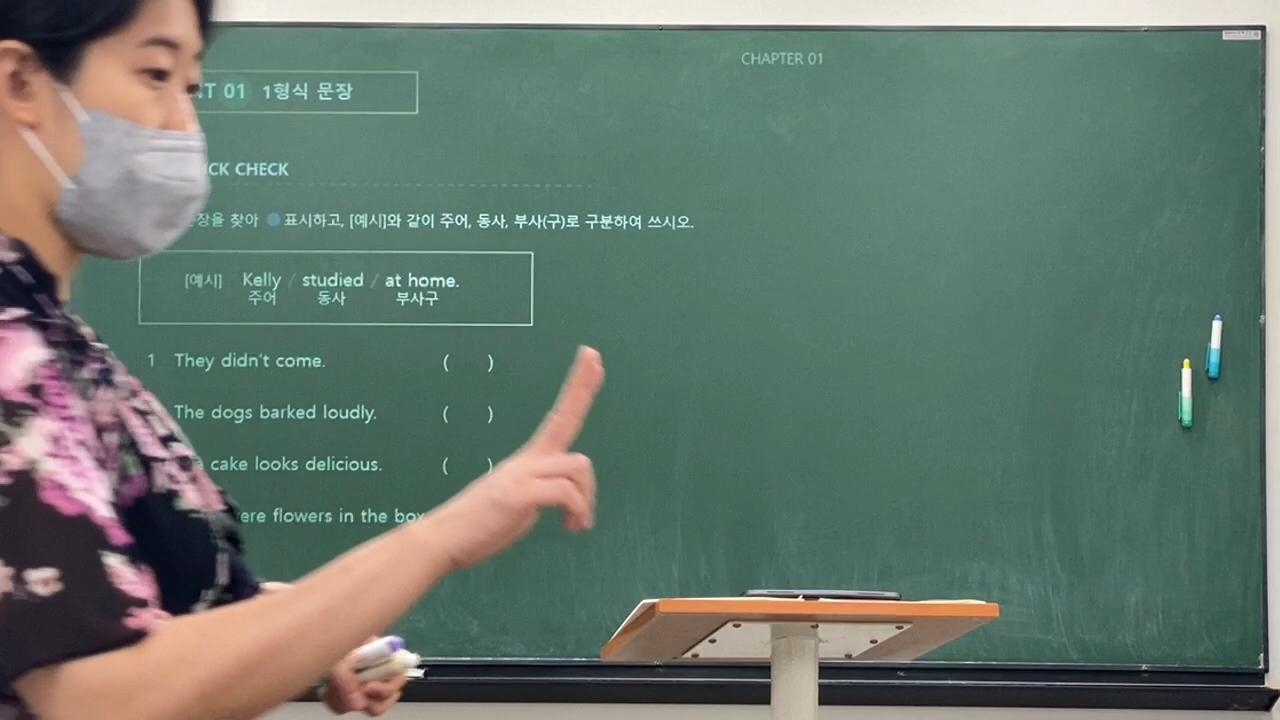 CHAPTER 01
01 1형식 문장
CHECK
찾아 표시하고, [예시]와 같이 주어, 동사, 부사(구)로 구분하여 쓰시오.
[예시] Kelly / studied / at home.
주어 동사 부사구
1 They didn't come. ( )
The dogs barked loudly. ( )
cake looks delicious. ( )
flowers in the box